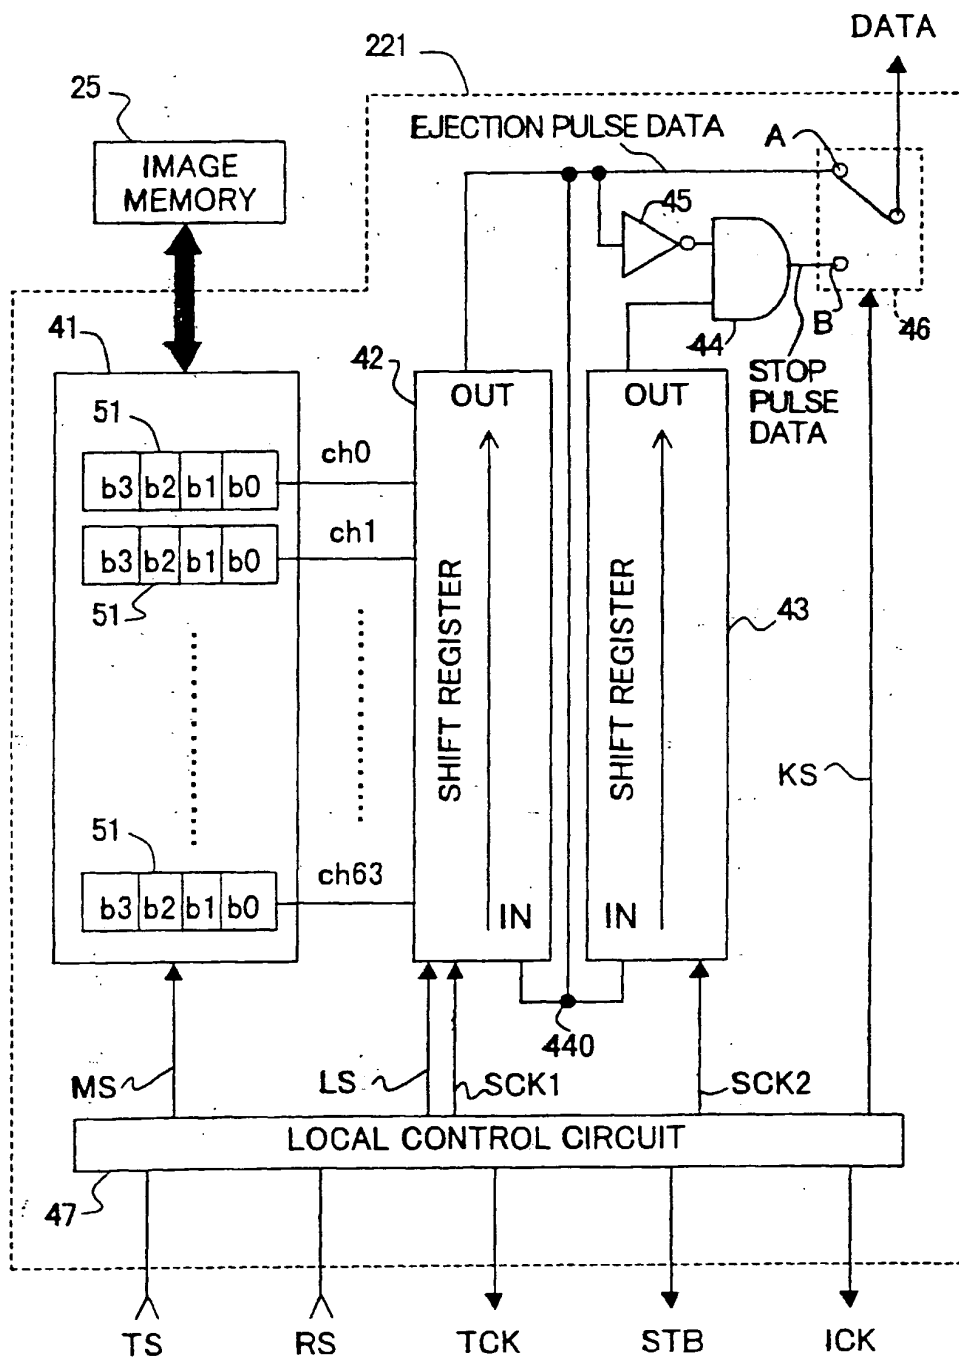 DATA
221
25
EJECTION PULSE DATA
A
IMAGE
MEMORY
45
41
42
44
B
46
OUT
OUT
STOP
PULSE
DATA
51
b3 b2 b1 b0
ch0
b3 b2 b1 b0
ch1
51
SHIFT REGISTER
SHIFT REGISTER
43
KS
51
b3 b2 b1 b0
ch63
IN
IN
440
MS
LS
SCK1
SCK2
LOCAL CONTROL CIRCUIT
47
TS
RS
TCK
STB
ICK